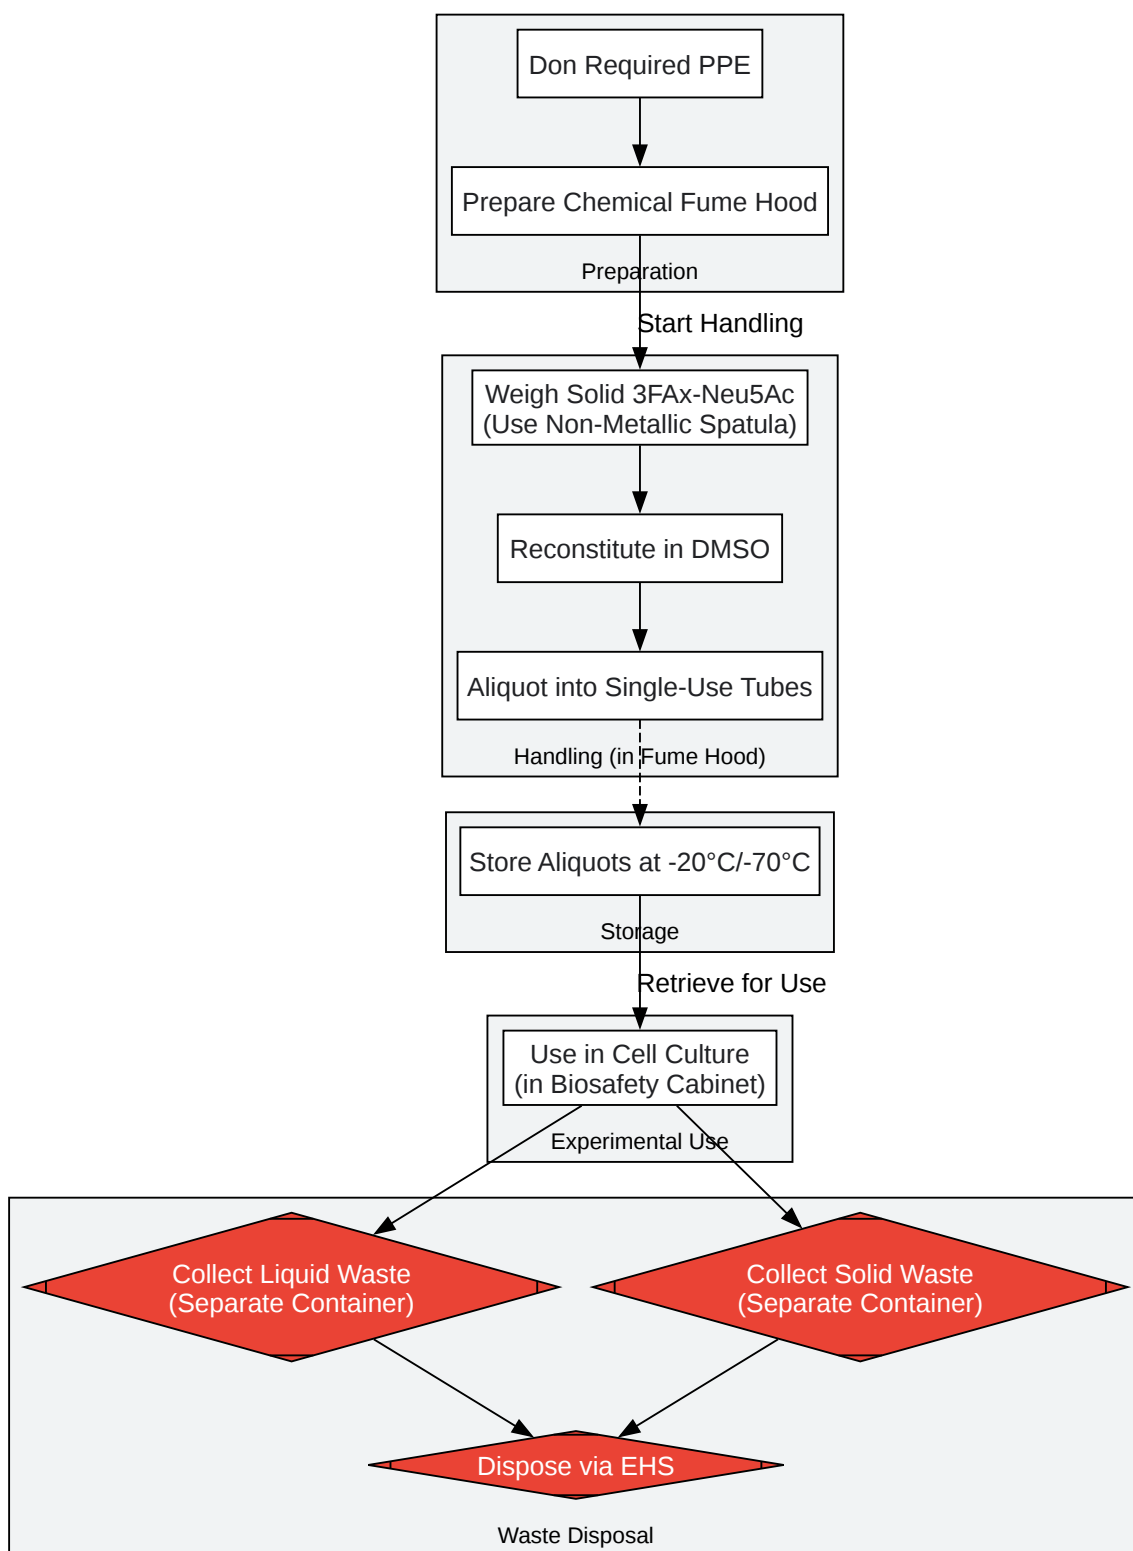 Don Required PPE
Prepare Chemical Fume Hood
Preparation
Start Handling
Weigh Solid 3FAx-Neu5Ac
(Use Non-Metallic Spatula)
Reconstitute in DMSO
Aliquot into Single-Use Tubes
Handling (in Fume Hood)
Store Aliquots at -20°C/-70°C
Storage
Retrieve for Use
Use in Cell Culture
(in Biosafety Cabinet)
Experimental Use
Collect Liquid Waste
(Separate Container)
Collect Solid Waste
(Separate Container)
Dispose via EHS
Waste Disposal